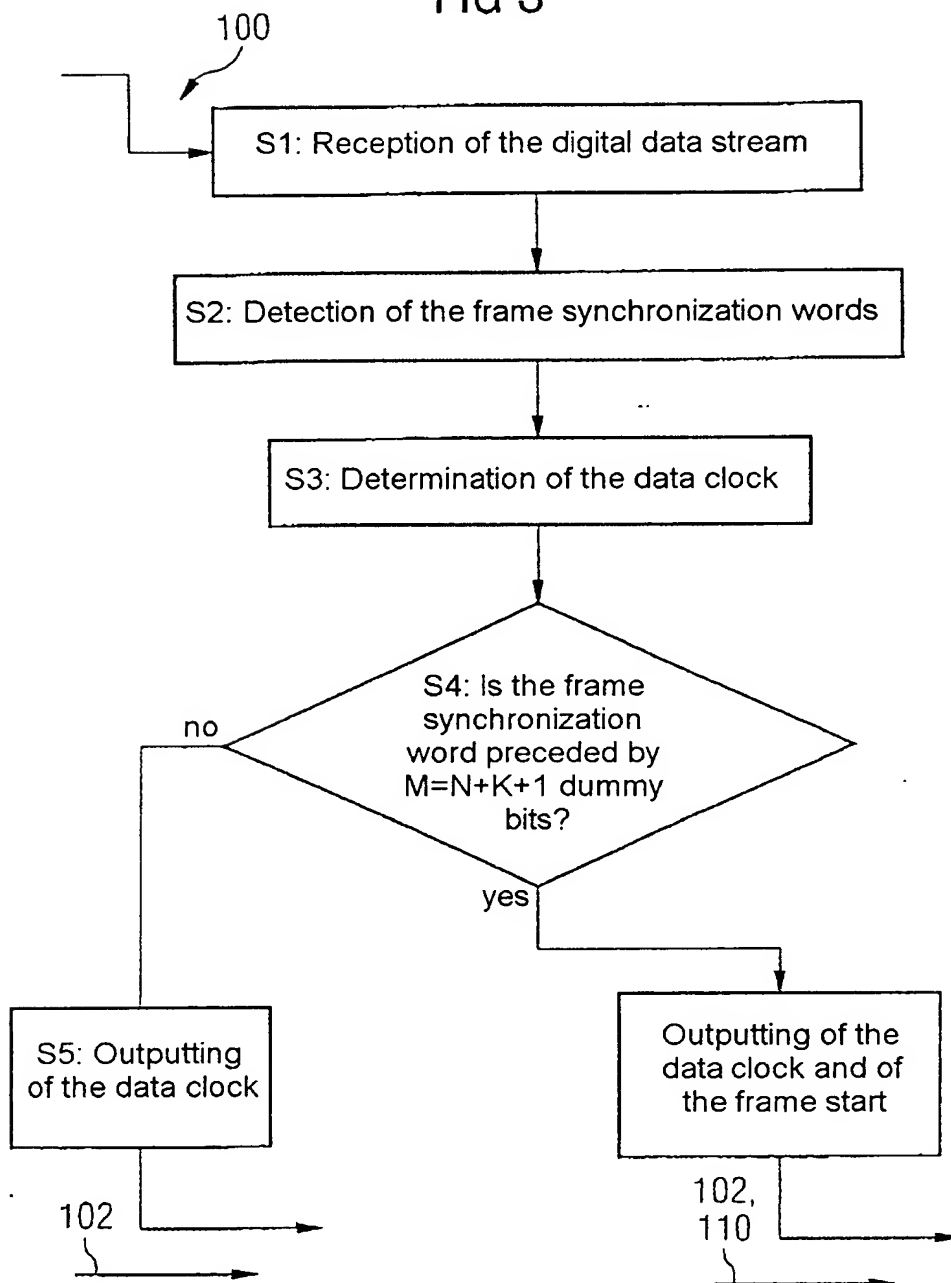 100
S1: Reception of the digital data stream
S2: Detection of the frame synchronization words
S3: Determination of the data clock
S4: Is the frame
synchronization
word preceded by
M=N+K+1 dummy
bits?
no
yes
S5: Outputting
of the data clock
Outputting of the
data clock and of
the frame start
102
102,
110